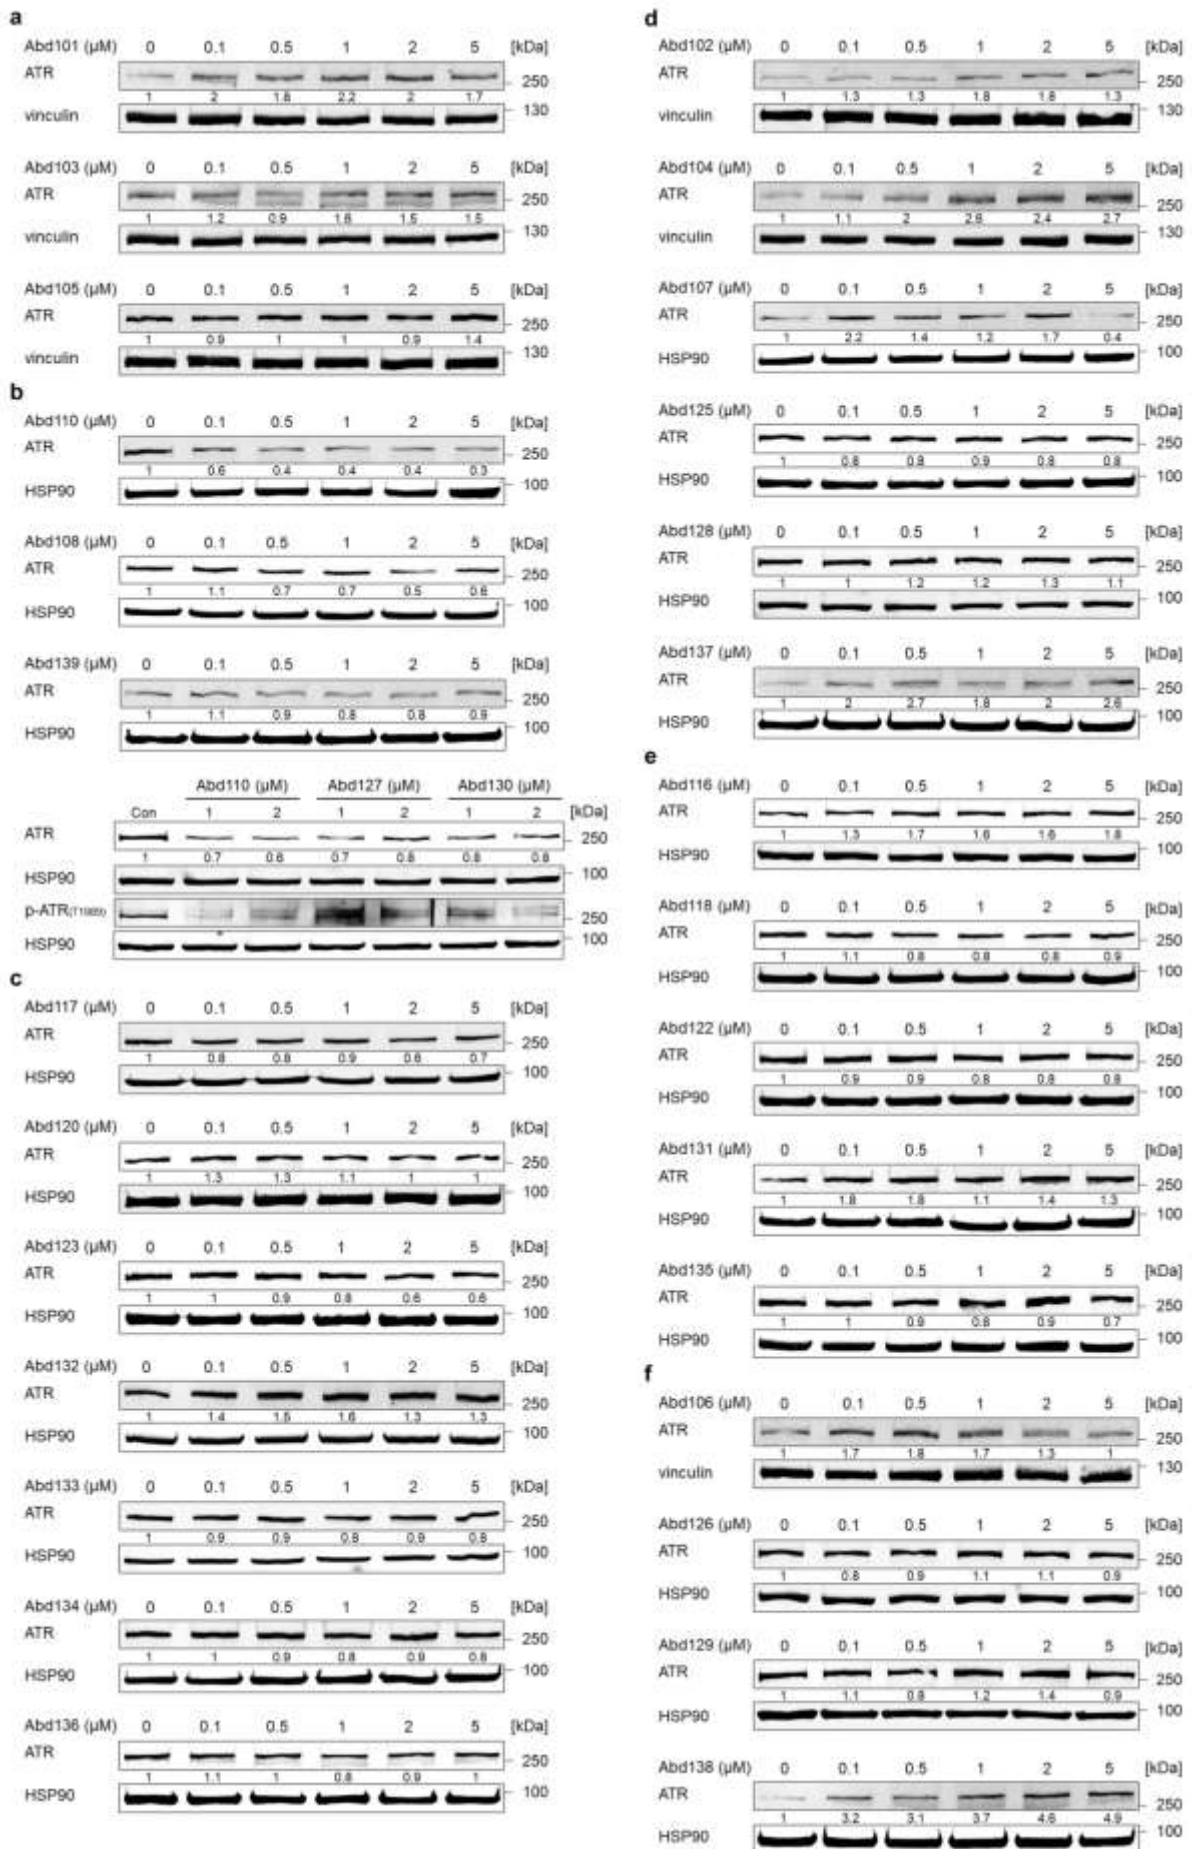 a
Abd101 (µM) 0 0.1 0.5 1 2 5 [kDa]
ATR 250
1 2 1.8 2.2 2 1.7
vinculin 130
Abd103 (µM) 0 0.1 0.5 1 2 5 [kDa]
ATR 250
1 1.2 0.9 1.6 1.5 1.5
vinculin 130
Abd105 (µM) 0 0.1 0.5 1 2 5 [kDa]
ATR 250
1 0.9 1 1 0.9 1.4
vinculin 130
b
Abd110 (µM) 0 0.1 0.5 1 2 5 [kDa]
ATR 250
1 0.6 0.4 0.4 0.4 0.3
HSP90 100
Abd108 (µM) 0 0.1 0.5 1 2 5 [kDa]
ATR 250
1 1.1 0.7 0.7 0.5 0.6
HSP90 100
Abd139 (µM) 0 0.1 0.5 1 2 5 [kDa]
ATR 250
1 1.1 0.9 0.8 0.8 0.9
HSP90 100
Abd110 (µM) Abd127 (µM) Abd130 (µM)
Con 1 2 1 2 1 2 [kDa]
ATR 250
1 0.7 0.6 0.7 0.8 0.8 0.8
HSP90 100
p-ATR(T1989) 250
HSP90 100
c
Abd117 (µM) 0 0.1 0.5 1 2 5 [kDa]
ATR 250
1 0.8 0.8 0.9 0.6 0.7
HSP90 100
Abd120 (µM) 0 0.1 0.5 1 2 5 [kDa]
ATR 250
1 1.3 1.3 1.1 1 1
HSP90 100
Abd123 (µM) 0 0.1 0.5 1 2 5 [kDa]
ATR 250
1 1 0.9 0.8 0.6 0.6
HSP90 100
Abd132 (µM) 0 0.1 0.5 1 2 5 [kDa]
ATR 250
1 1.4 1.5 1.6 1.3 1.3
HSP90 100
Abd133 (µM) 0 0.1 0.5 1 2 5 [kDa]
ATR 250
1 0.9 0.9 0.8 0.9 0.8
HSP90 100
Abd134 (µM) 0 0.1 0.5 1 2 5 [kDa]
ATR 250
1 1 0.9 0.8 0.9 0.8
HSP90 100
Abd136 (µM) 0 0.1 0.5 1 2 5 [kDa]
ATR 250
1 1.1 1 0.8 0.9 1
HSP90 100
d
Abd102 (µM) 0 0.1 0.5 1 2 5 [kDa]
ATR 250
1 1.3 1.3 1.8 1.8 1.3
vinculin 130
Abd104 (µM) 0 0.1 0.5 1 2 5 [kDa]
ATR 250
1 1.1 2 2.6 2.4 2.7
vinculin 130
Abd107 (µM) 0 0.1 0.5 1 2 5 [kDa]
ATR 250
1 2.2 1.4 1.2 1.7 0.4
HSP90 100
Abd125 (µM) 0 0.1 0.5 1 2 5 [kDa]
ATR 250
1 0.8 0.8 0.9 0.8 0.8
HSP90 100
Abd128 (µM) 0 0.1 0.5 1 2 5 [kDa]
ATR 250
1 1 1.2 1.2 1.3 1.1
HSP90 100
Abd137 (µM) 0 0.1 0.5 1 2 5 [kDa]
ATR 250
1 2 2.7 1.8 2 2.6
HSP90 100
e
Abd116 (µM) 0 0.1 0.5 1 2 5 [kDa]
ATR 250
1 1.3 1.7 1.6 1.6 1.8
HSP90 100
Abd118 (µM) 0 0.1 0.5 1 2 5 [kDa]
ATR 250
1 1.1 0.8 0.8 0.8 0.9
HSP90 100
Abd122 (µM) 0 0.1 0.5 1 2 5 [kDa]
ATR 250
1 0.9 0.9 0.8 0.8 0.8
HSP90 100
Abd131 (µM) 0 0.1 0.5 1 2 5 [kDa]
ATR 250
1 1.8 1.8 1.1 1.4 1.3
HSP90 100
Abd135 (µM) 0 0.1 0.5 1 2 5 [kDa]
ATR 250
1 1 0.9 0.8 0.9 0.7
HSP90 100
f
Abd106 (µM) 0 0.1 0.5 1 2 5 [kDa]
ATR 250
1 1.7 1.8 1.7 1.3 1
vinculin 130
Abd126 (µM) 0 0.1 0.5 1 2 5 [kDa]
ATR 250
1 0.8 0.9 1.1 1.1 0.9
HSP90 100
Abd129 (µM) 0 0.1 0.5 1 2 5 [kDa]
ATR 250
1 1.1 0.8 1.2 1.4 0.9
HSP90 100
Abd138 (µM) 0 0.1 0.5 1 2 5 [kDa]
ATR 250
1 3.2 3.1 3.7 4.6 4.9
HSP90 100